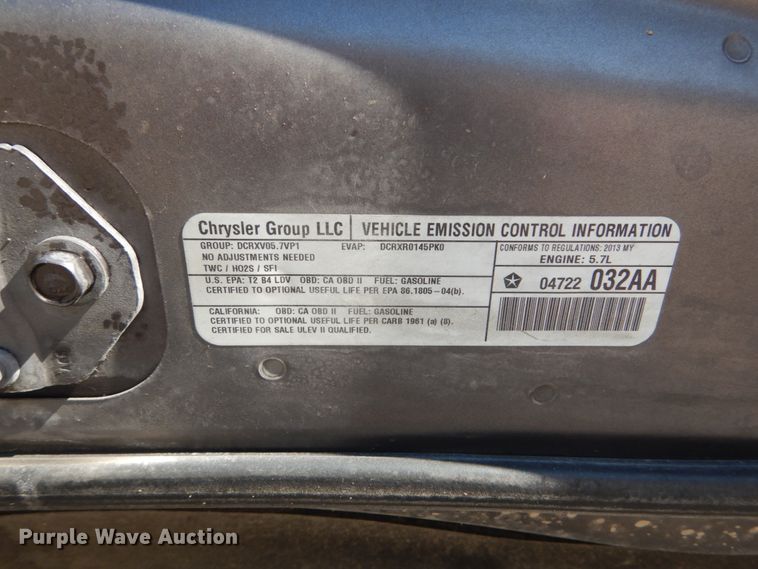 Chrysler Group LLC VEHICLE EMISSION CONTROL INFORMATION
GROUP: DCRXV05.7VP1 EVAP: DCRXR0145PK0
NO ADJUSTMENTS NEEDED
TWC / HO2S / SFI
CONFORMS TO REGULATIONS: 2013 MY
ENGINE: 5.7L
U.S. EPA: T2 B4 LDV OBD: CA OBD II FUEL: GASOLINE
CERTIFIED TO OPTIONAL USEFUL LIFE PER EPA 86.1805-04(b).
04722 032AA
CALIFORNIA: OBD: CA OBD II FUEL: GASOLINE
CERTIFIED TO OPTIONAL USEFUL LIFE PER CARB 1961 (a) (8).
CERTIFIED FOR SALE ULEV II QUALIFIED.
Purple Wave Auction